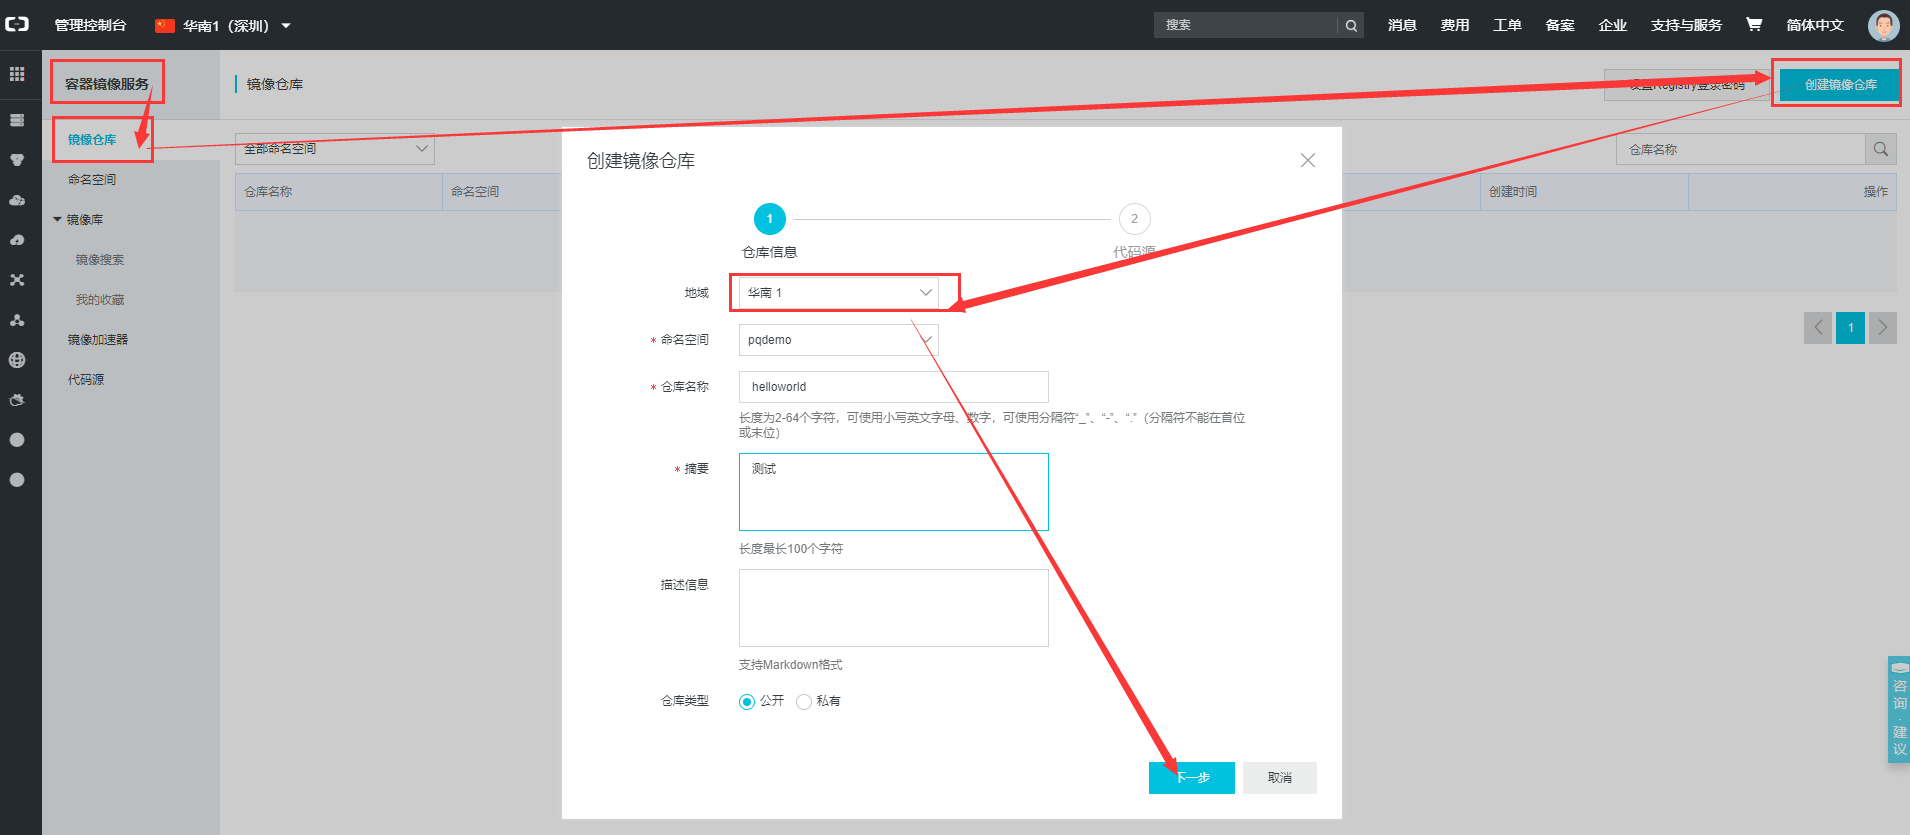 管理控制台
华南1（深圳）
搜索
消息
费用
工单
备案
企业
支持与服务
简体中文
容器镜像服务
镜像仓库
命名空间
镜像库
镜像搜索
我的收藏
镜像加速器
代码源
镜像仓库
设置Registry登录密码
创建镜像仓库
全部命名空间
仓库名称
仓库名称
命名空间
创建时间
操作
1
创建镜像仓库
1
2
仓库信息
代码源
地域
华南 1
* 命名空间
pqdemo
* 仓库名称
helloworld
长度为2-64个字符，可使用小写英文字母、数字，可使用分隔符“_”、“-”、“.”（分隔符不能在首位
或末位）
* 摘要
测试
长度最长100个字符
描述信息
支持Markdown格式
仓库类型
公开
私有
下一步
取消
咨询·建议